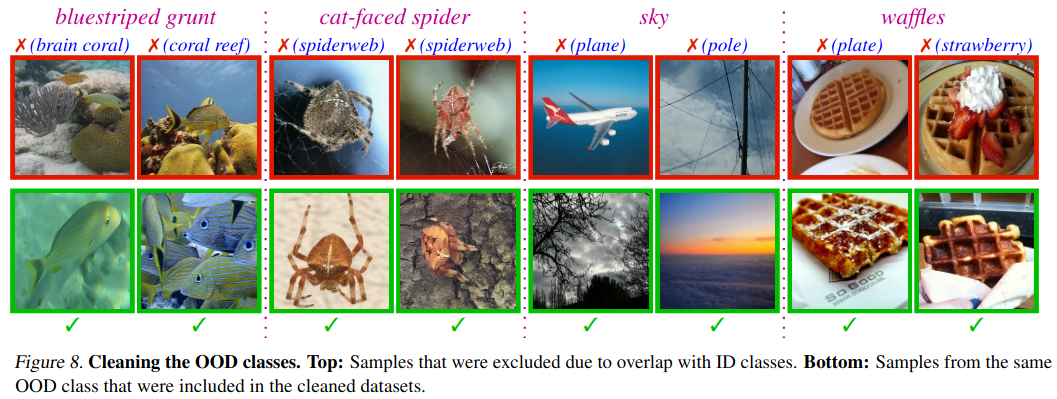 bluestriped grunt cat-faced spider sky waffles
✗(brain coral) ✗(coral reef) ✗(spiderweb) ✗(spiderweb) ✗(plane) ✗(pole) ✗(plate) ✗(strawberry)
SO GOOD
✓ ✓ ✓ ✓ ✓ ✓ ✓ ✓
Figure 8. Cleaning the OOD classes. Top: Samples that were excluded due to overlap with ID classes. Bottom: Samples from the same
OOD class that were included in the cleaned datasets.